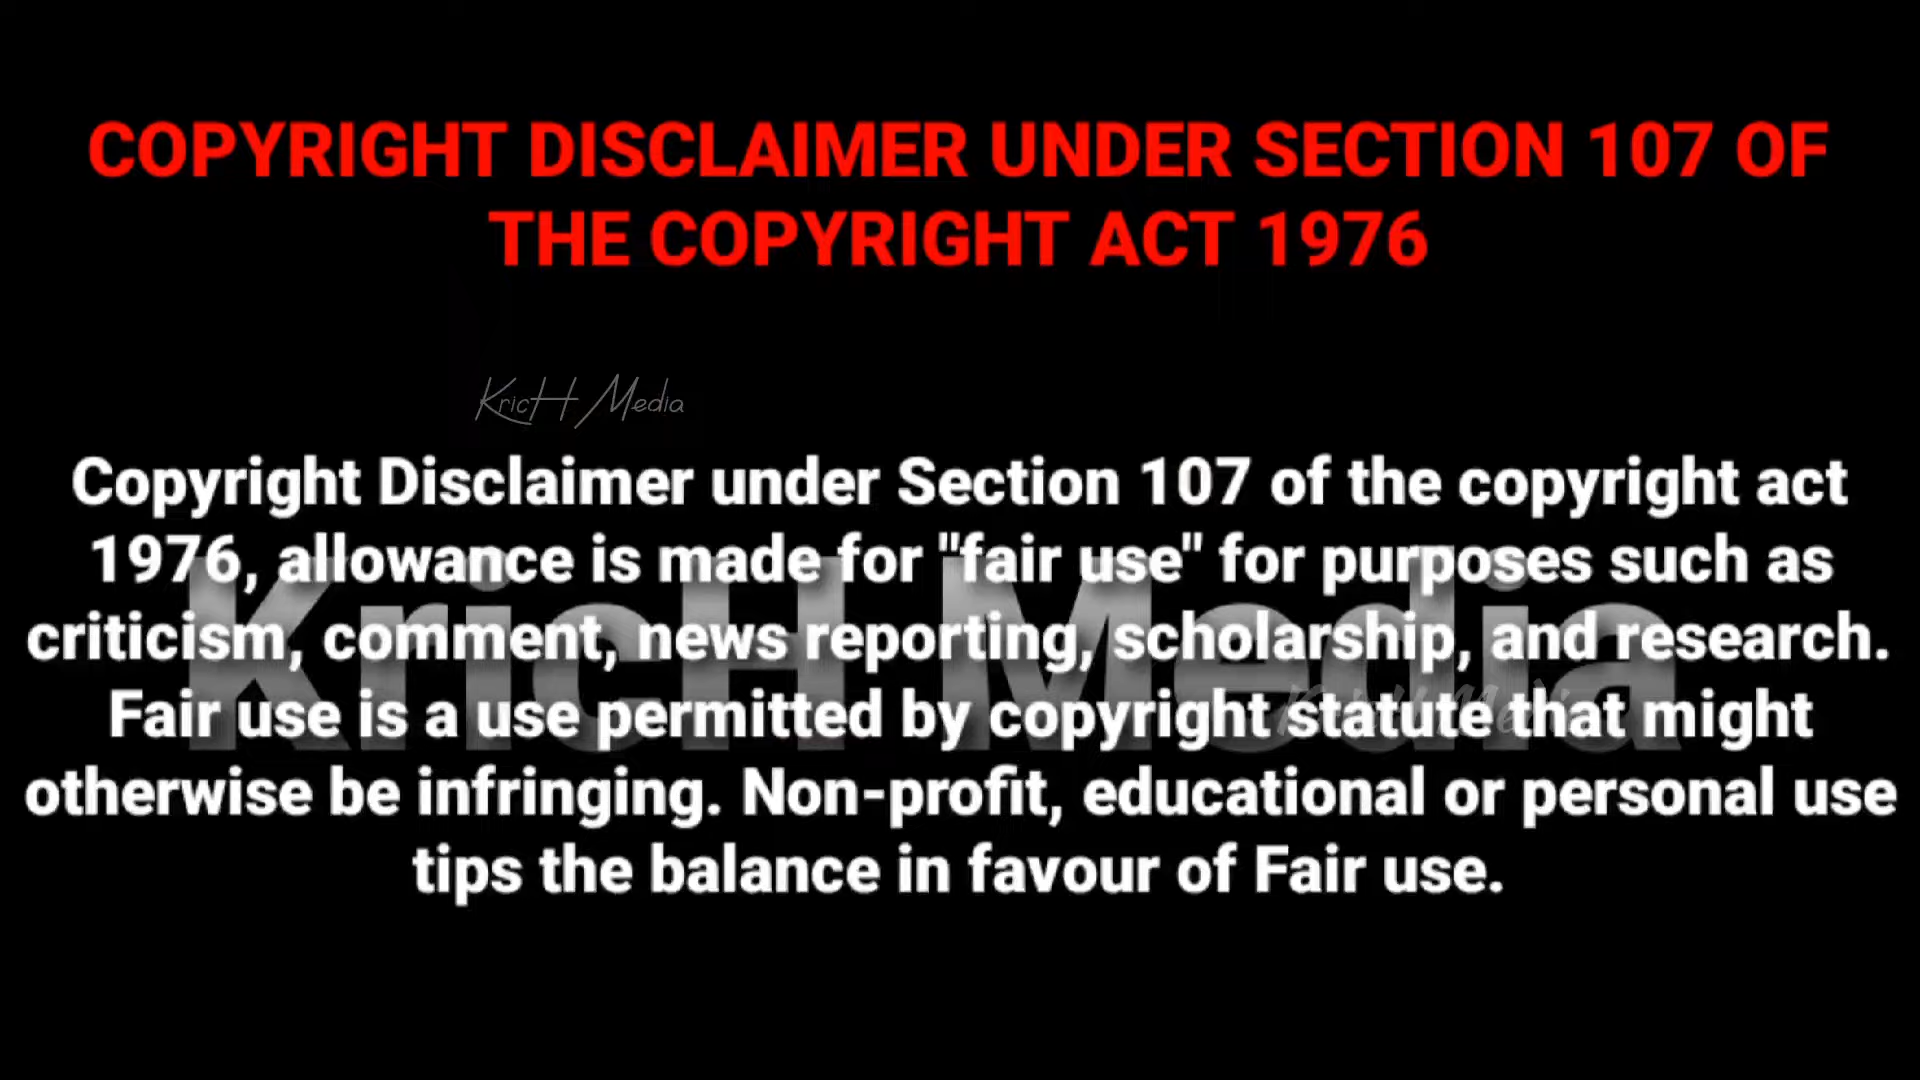 COPYRIGHT DISCLAIMER UNDER SECTION 107 OF
THE COPYRIGHT ACT 1976
KricH Media
Copyright Disclaimer under Section 107 of the copyright act
1976, allowance is made for "fair use" for purposes such as
KricH Media
criticism, comment, news reporting, scholarship, and research.
Fair use is a use permitted by copyright statute that might
otherwise be infringing. Non-profit, educational or personal use
tips the balance in favour of Fair use.